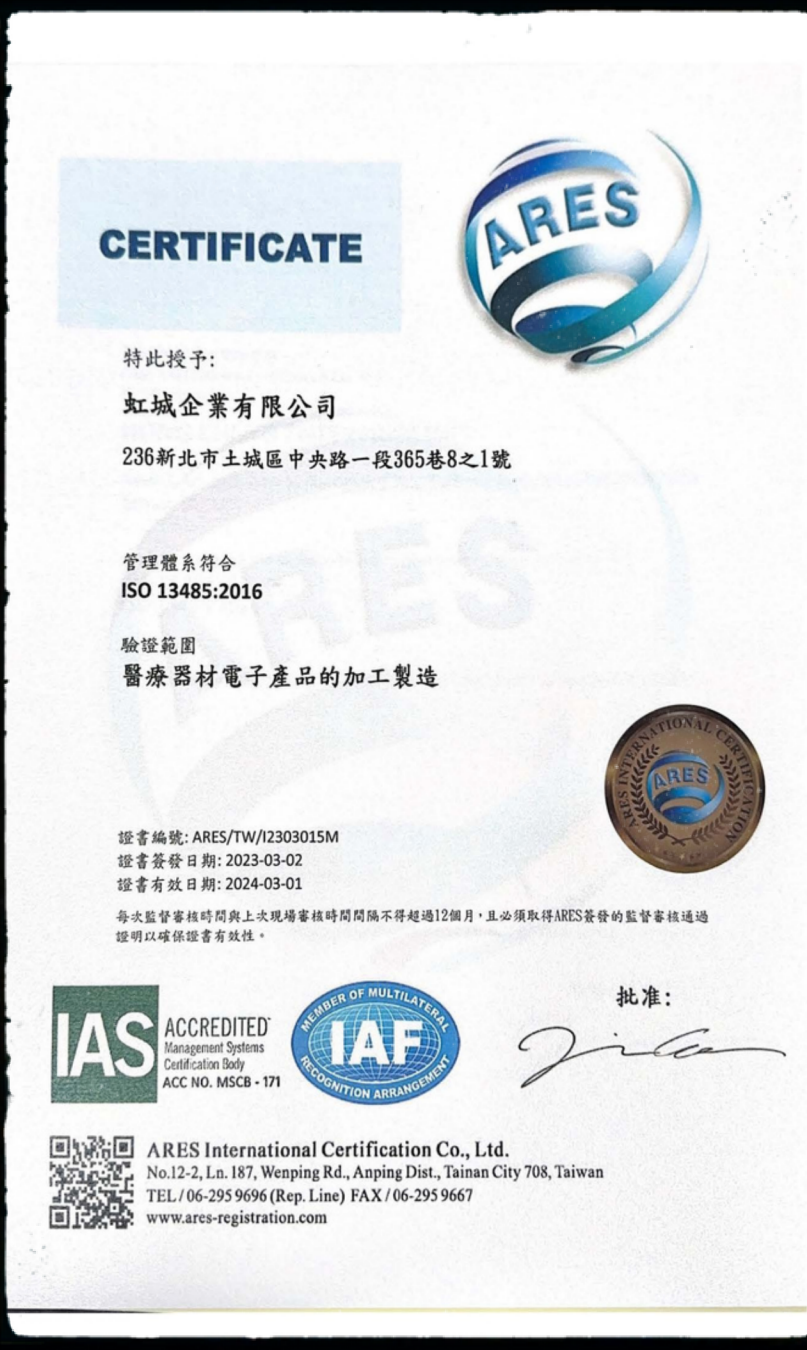 CERTIFICATE
ARES
特此授予:
虹城企業有限公司
236新北市土城區中央路一段365巷8之1號
ARES
管理體系符合
ISO 13485:2016
驗證範圍
醫療器材電子產品的加工製造
ARES INTERNATIONAL CERTIFICATION
ARES
證書編號: ARES/TW/I2303015M
證書簽發日期: 2023-03-02
證書有效日期: 2024-03-01
每次監督審核時間與上次現場審核時間間隔不得超過12個月，且必須取得ARES簽發的監督審核通過
證明以確保證書有效性。
IAS
ACCREDITED
Management Systems
Certification Body
ACC NO. MSCB - 171
MEMBER OF MULTILATERAL
IAF
RECOGNITION ARRANGEMENT
批准:
ARES International Certification Co., Ltd.
No.12-2, Ln. 187, Wenping Rd., Anping Dist., Tainan City 708, Taiwan
TEL / 06-295 9696 (Rep. Line) FAX / 06-295 9667
www.ares-registration.com